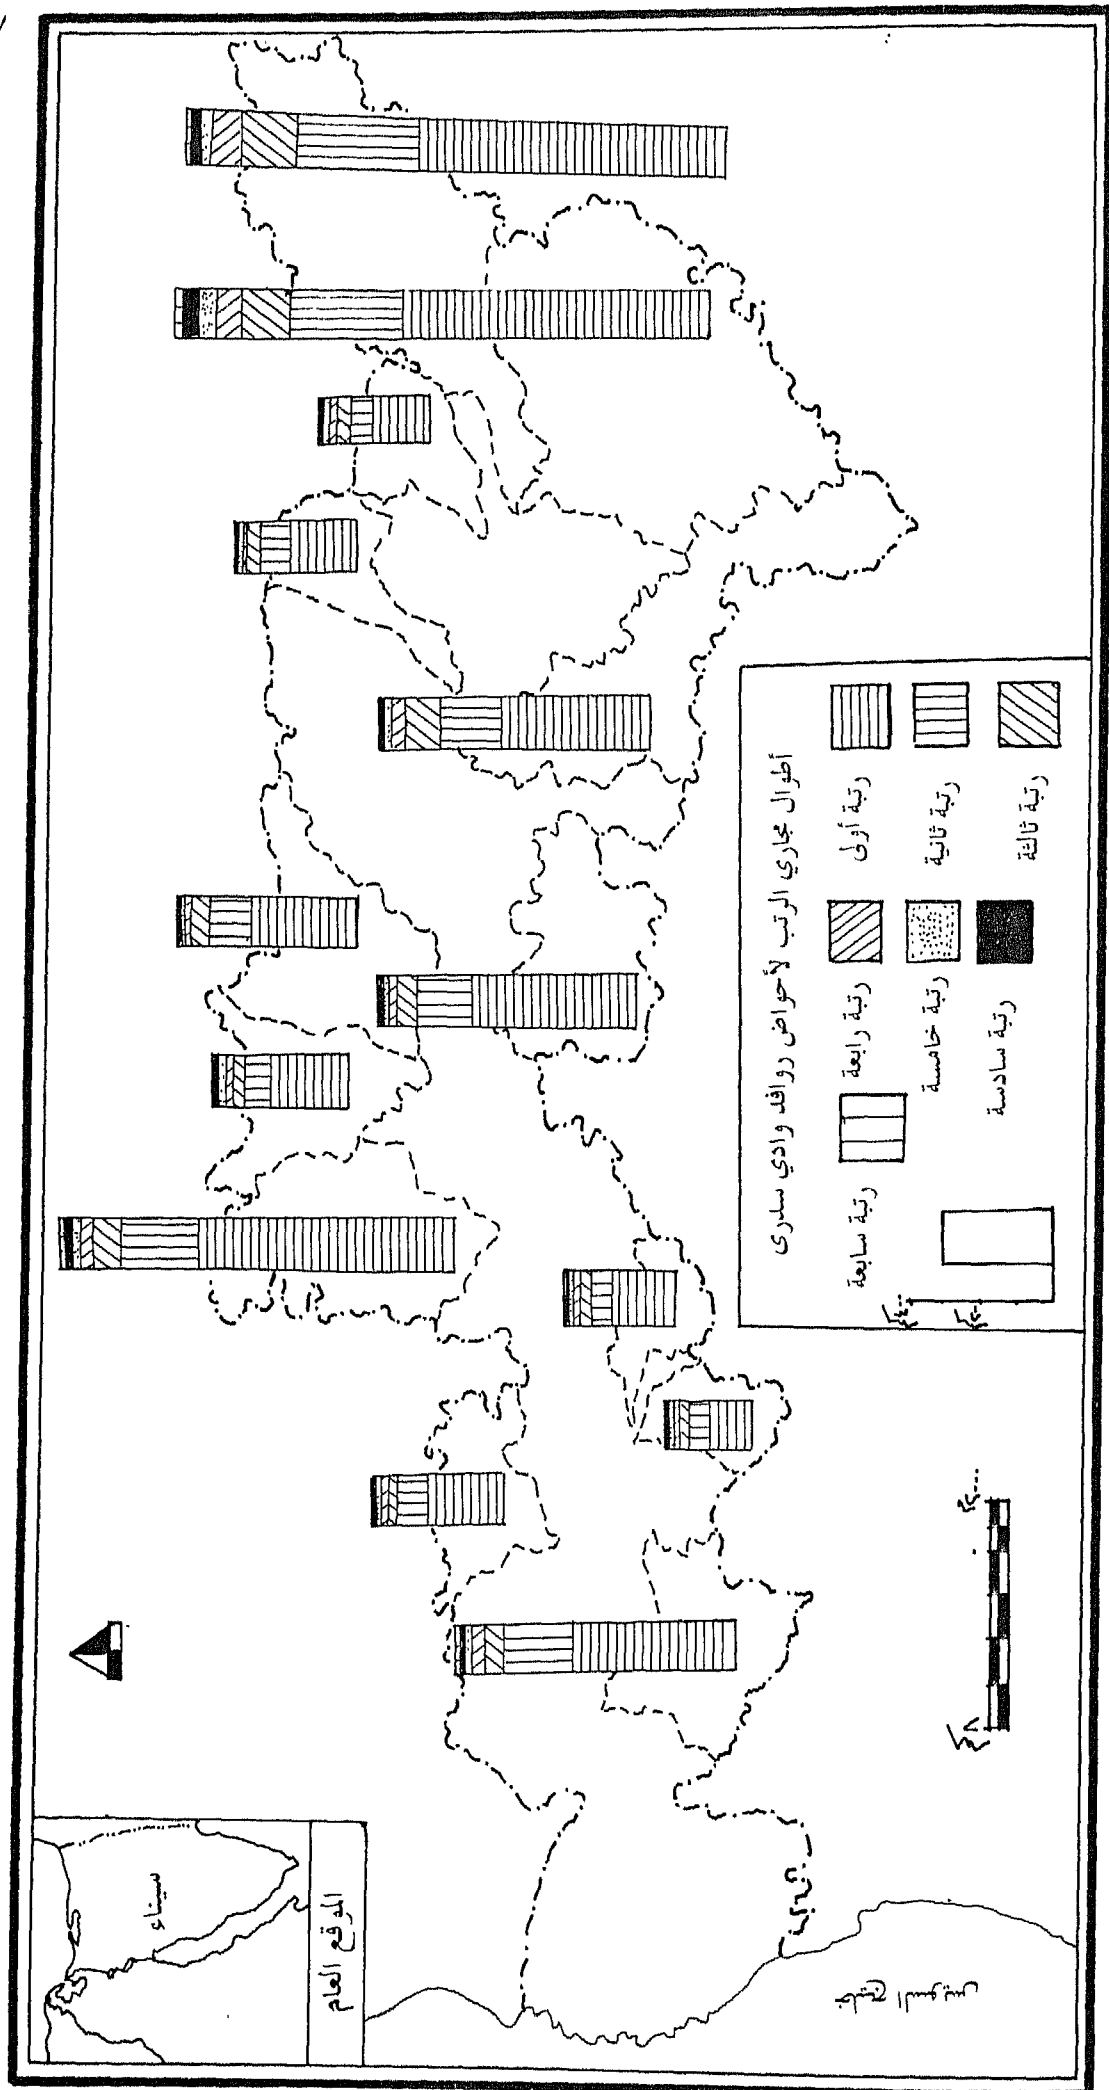 أطوال مجاري الرتب لأحواض روافد وادي سدرى
رتبة أولى
رتبة ثانية
رتبة ثالثة
رتبة رابعة
رتبة خامسة
رتبة سادسة
رتبة سابعة
سيناء
الموقع العام
خليج السويس